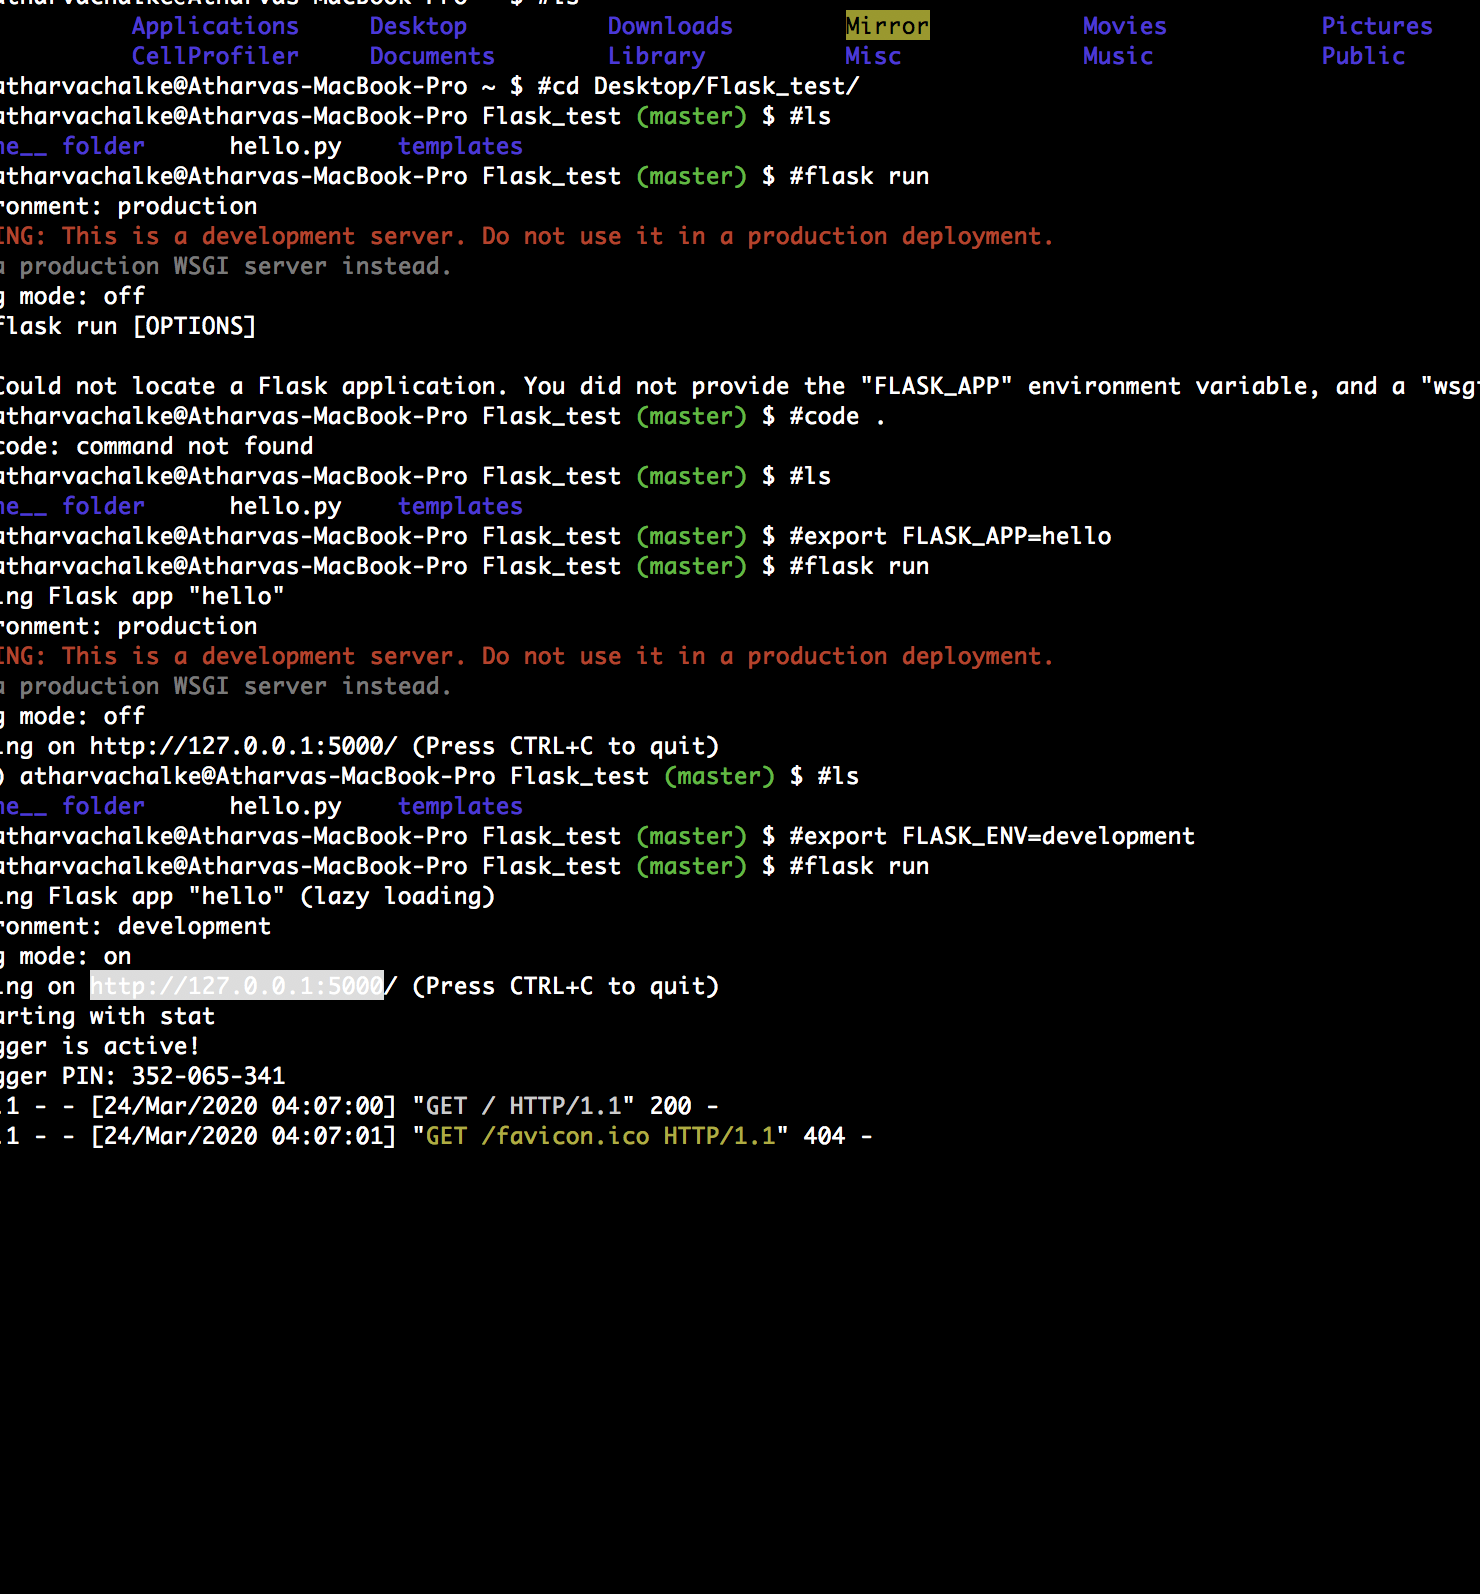 atharvachalke@Atharvas-MacBook-Pro ~ $ #ls
Applications Desktop Downloads Mirror Movies Pictures
CellProfiler Documents Library Misc Music Public
atharvachalke@Atharvas-MacBook-Pro ~ $ #cd Desktop/Flask_test/
atharvachalke@Atharvas-MacBook-Pro Flask_test (master) $ #ls
he__ folder hello.py templates
atharvachalke@Atharvas-MacBook-Pro Flask_test (master) $ #flask run
ronment: production
ING: This is a development server. Do not use it in a production deployment.
a production WSGI server instead.
g mode: off
flask run [OPTIONS]
Could not locate a Flask application. You did not provide the "FLASK_APP" environment variable, and a "wsg
atharvachalke@Atharvas-MacBook-Pro Flask_test (master) $ #code .
code: command not found
atharvachalke@Atharvas-MacBook-Pro Flask_test (master) $ #ls
he__ folder hello.py templates
atharvachalke@Atharvas-MacBook-Pro Flask_test (master) $ #export FLASK_APP=hello
atharvachalke@Atharvas-MacBook-Pro Flask_test (master) $ #flask run
ing Flask app "hello"
ronment: production
ING: This is a development server. Do not use it in a production deployment.
a production WSGI server instead.
g mode: off
ing on http://127.0.0.1:5000/ (Press CTRL+C to quit)
) atharvachalke@Atharvas-MacBook-Pro Flask_test (master) $ #ls
he__ folder hello.py templates
atharvachalke@Atharvas-MacBook-Pro Flask_test (master) $ #export FLASK_ENV=development
atharvachalke@Atharvas-MacBook-Pro Flask_test (master) $ #flask run
ing Flask app "hello" (lazy loading)
ronment: development
g mode: on
ing on http://127.0.0.1:5000/ (Press CTRL+C to quit)
arting with stat
gger is active!
gger PIN: 352-065-341
.1 - - [24/Mar/2020 04:07:00] "GET / HTTP/1.1" 200 -
.1 - - [24/Mar/2020 04:07:01] "GET /favicon.ico HTTP/1.1" 404 -